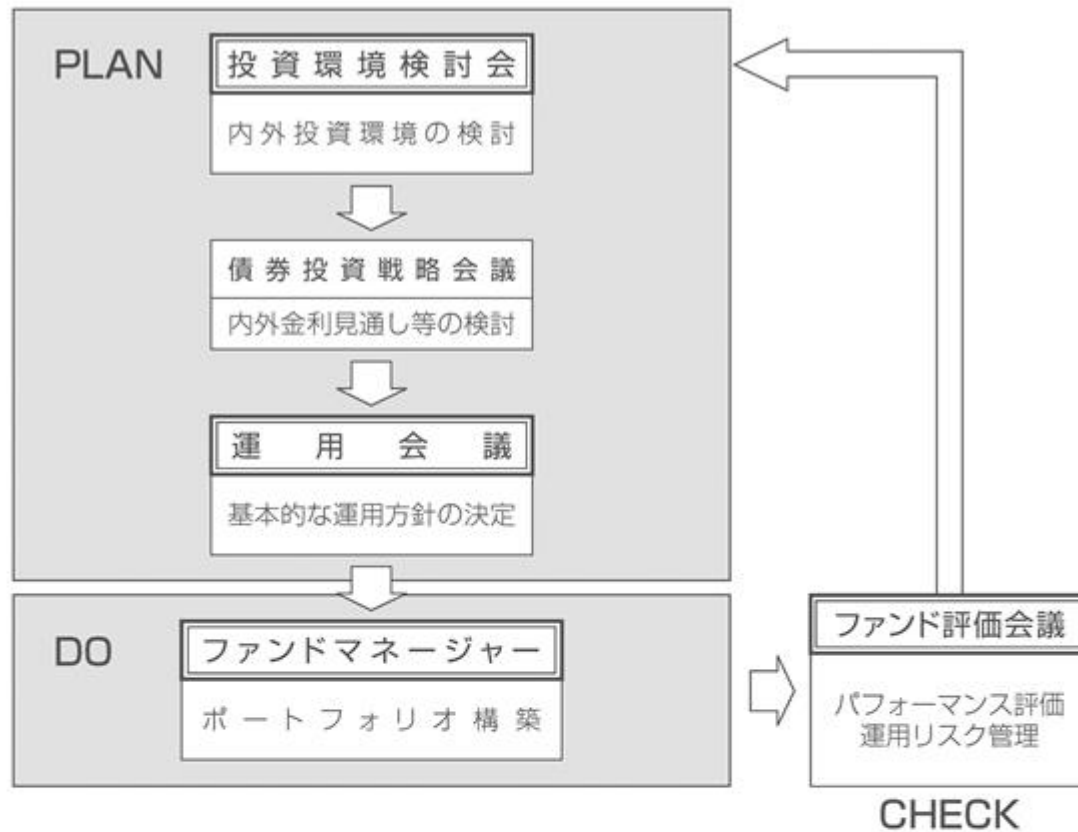 PLAN
投資環境検討会
内外投資環境の検討
債券投資戦略会議
内外金利見通し等の検討
運用会議
基本的な運用方針の決定
DO
ファンドマネージャー
ポートフォリオ構築
ファンド評価会議
パフォーマンス評価
運用リスク管理
CHECK